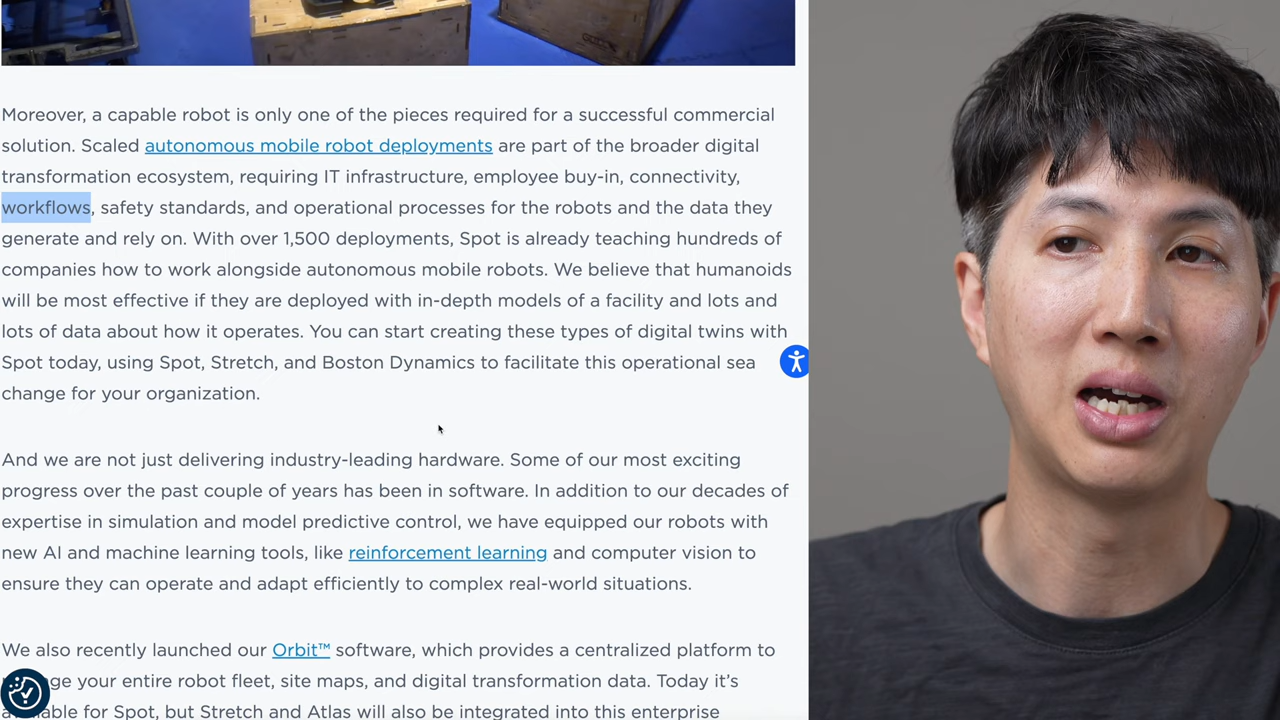 Moreover, a capable robot is only one of the pieces required for a successful commercial
solution. Scaled autonomous mobile robot deployments are part of the broader digital
transformation ecosystem, requiring IT infrastructure, employee buy-in, connectivity,
workflows, safety standards, and operational processes for the robots and the data they
generate and rely on. With over 1,500 deployments, Spot is already teaching hundreds of
companies how to work alongside autonomous mobile robots. We believe that humanoids
will be most effective if they are deployed with in-depth models of a facility and lots and
lots of data about how it operates. You can start creating these types of digital twins with
Spot today, using Spot, Stretch, and Boston Dynamics to facilitate this operational sea
change for your organization.
And we are not just delivering industry-leading hardware. Some of our most exciting
progress over the past couple of years has been in software. In addition to our decades of
expertise in simulation and model predictive control, we have equipped our robots with
new AI and machine learning tools, like reinforcement learning and computer vision to
ensure they can operate and adapt efficiently to complex real-world situations.
We also recently launched our Orbit™ software, which provides a centralized platform to
your entire robot fleet, site maps, and digital transformation data. Today it’s
for Spot, but Stretch and Atlas will also be integrated into this enterprise